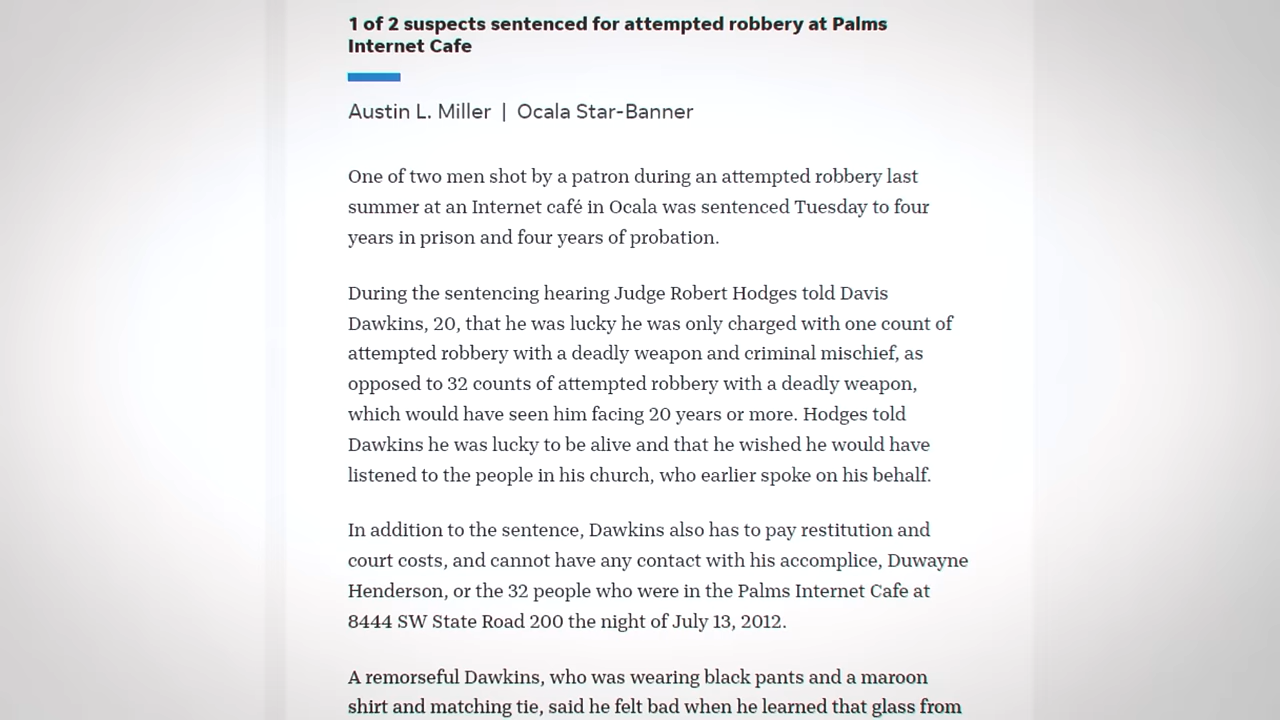 1 of 2 suspects sentenced for attempted robbery at Palms
Internet Cafe
Austin L. Miller | Ocala Star-Banner
One of two men shot by a patron during an attempted robbery last
summer at an Internet café in Ocala was sentenced Tuesday to four
years in prison and four years of probation.
During the sentencing hearing Judge Robert Hodges told Davis
Dawkins, 20, that he was lucky he was only charged with one count of
attempted robbery with a deadly weapon and criminal mischief, as
opposed to 32 counts of attempted robbery with a deadly weapon,
which would have seen him facing 20 years or more. Hodges told
Dawkins he was lucky to be alive and that he wished he would have
listened to the people in his church, who earlier spoke on his behalf.
In addition to the sentence, Dawkins also has to pay restitution and
court costs, and cannot have any contact with his accomplice, Duwayne
Henderson, or the 32 people who were in the Palms Internet Cafe at
8444 SW State Road 200 the night of July 13, 2012.
A remorseful Dawkins, who was wearing black pants and a maroon
shirt and matching tie, said he felt bad when he learned that glass from